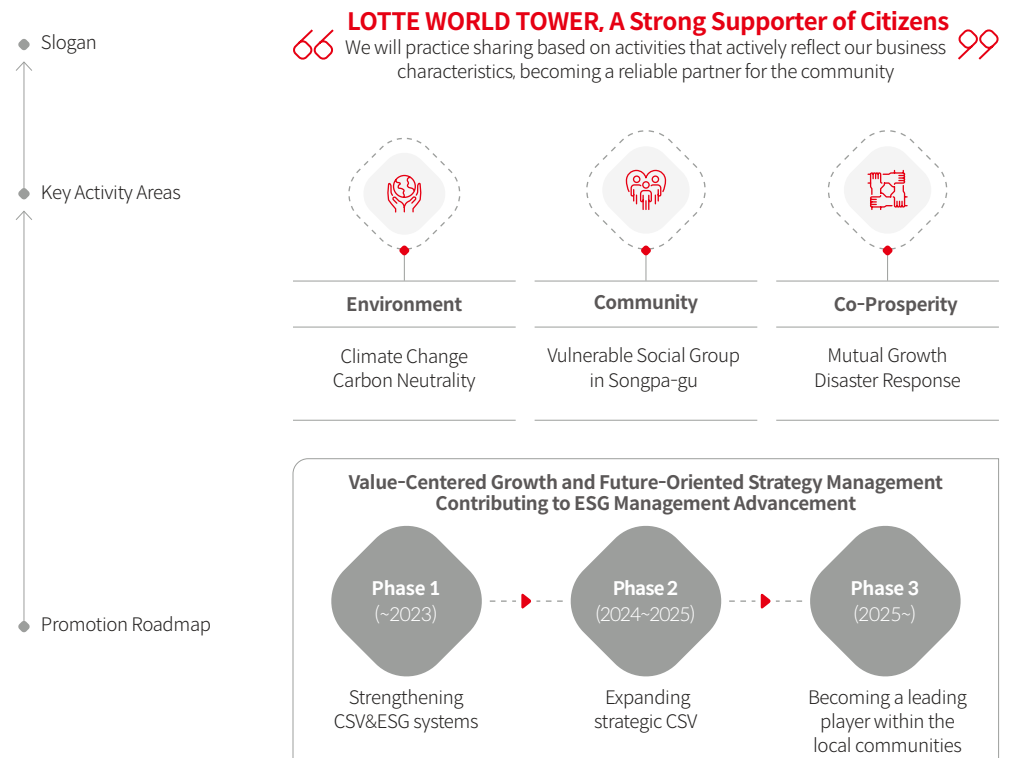 Slogan
LOTTE WORLD TOWER, A Strong Supporter of Citizens
We will practice sharing based on activities that actively reflect our business
characteristics, becoming a reliable partner for the community
Key Activity Areas
Environment
Climate Change
Carbon Neutrality
Community
Vulnerable Social Group
in Songpa-gu
Co-Prosperity
Mutual Growth
Disaster Response
Promotion Roadmap
Value-Centered Growth and Future-Oriented Strategy Management
Contributing to ESG Management Advancement
Phase 1
(~2023)
Strengthening
CSV&ESG systems
Phase 2
(2024~2025)
Expanding
strategic CSV
Phase 3
(2025~)
Becoming a leading
player within the
local communities